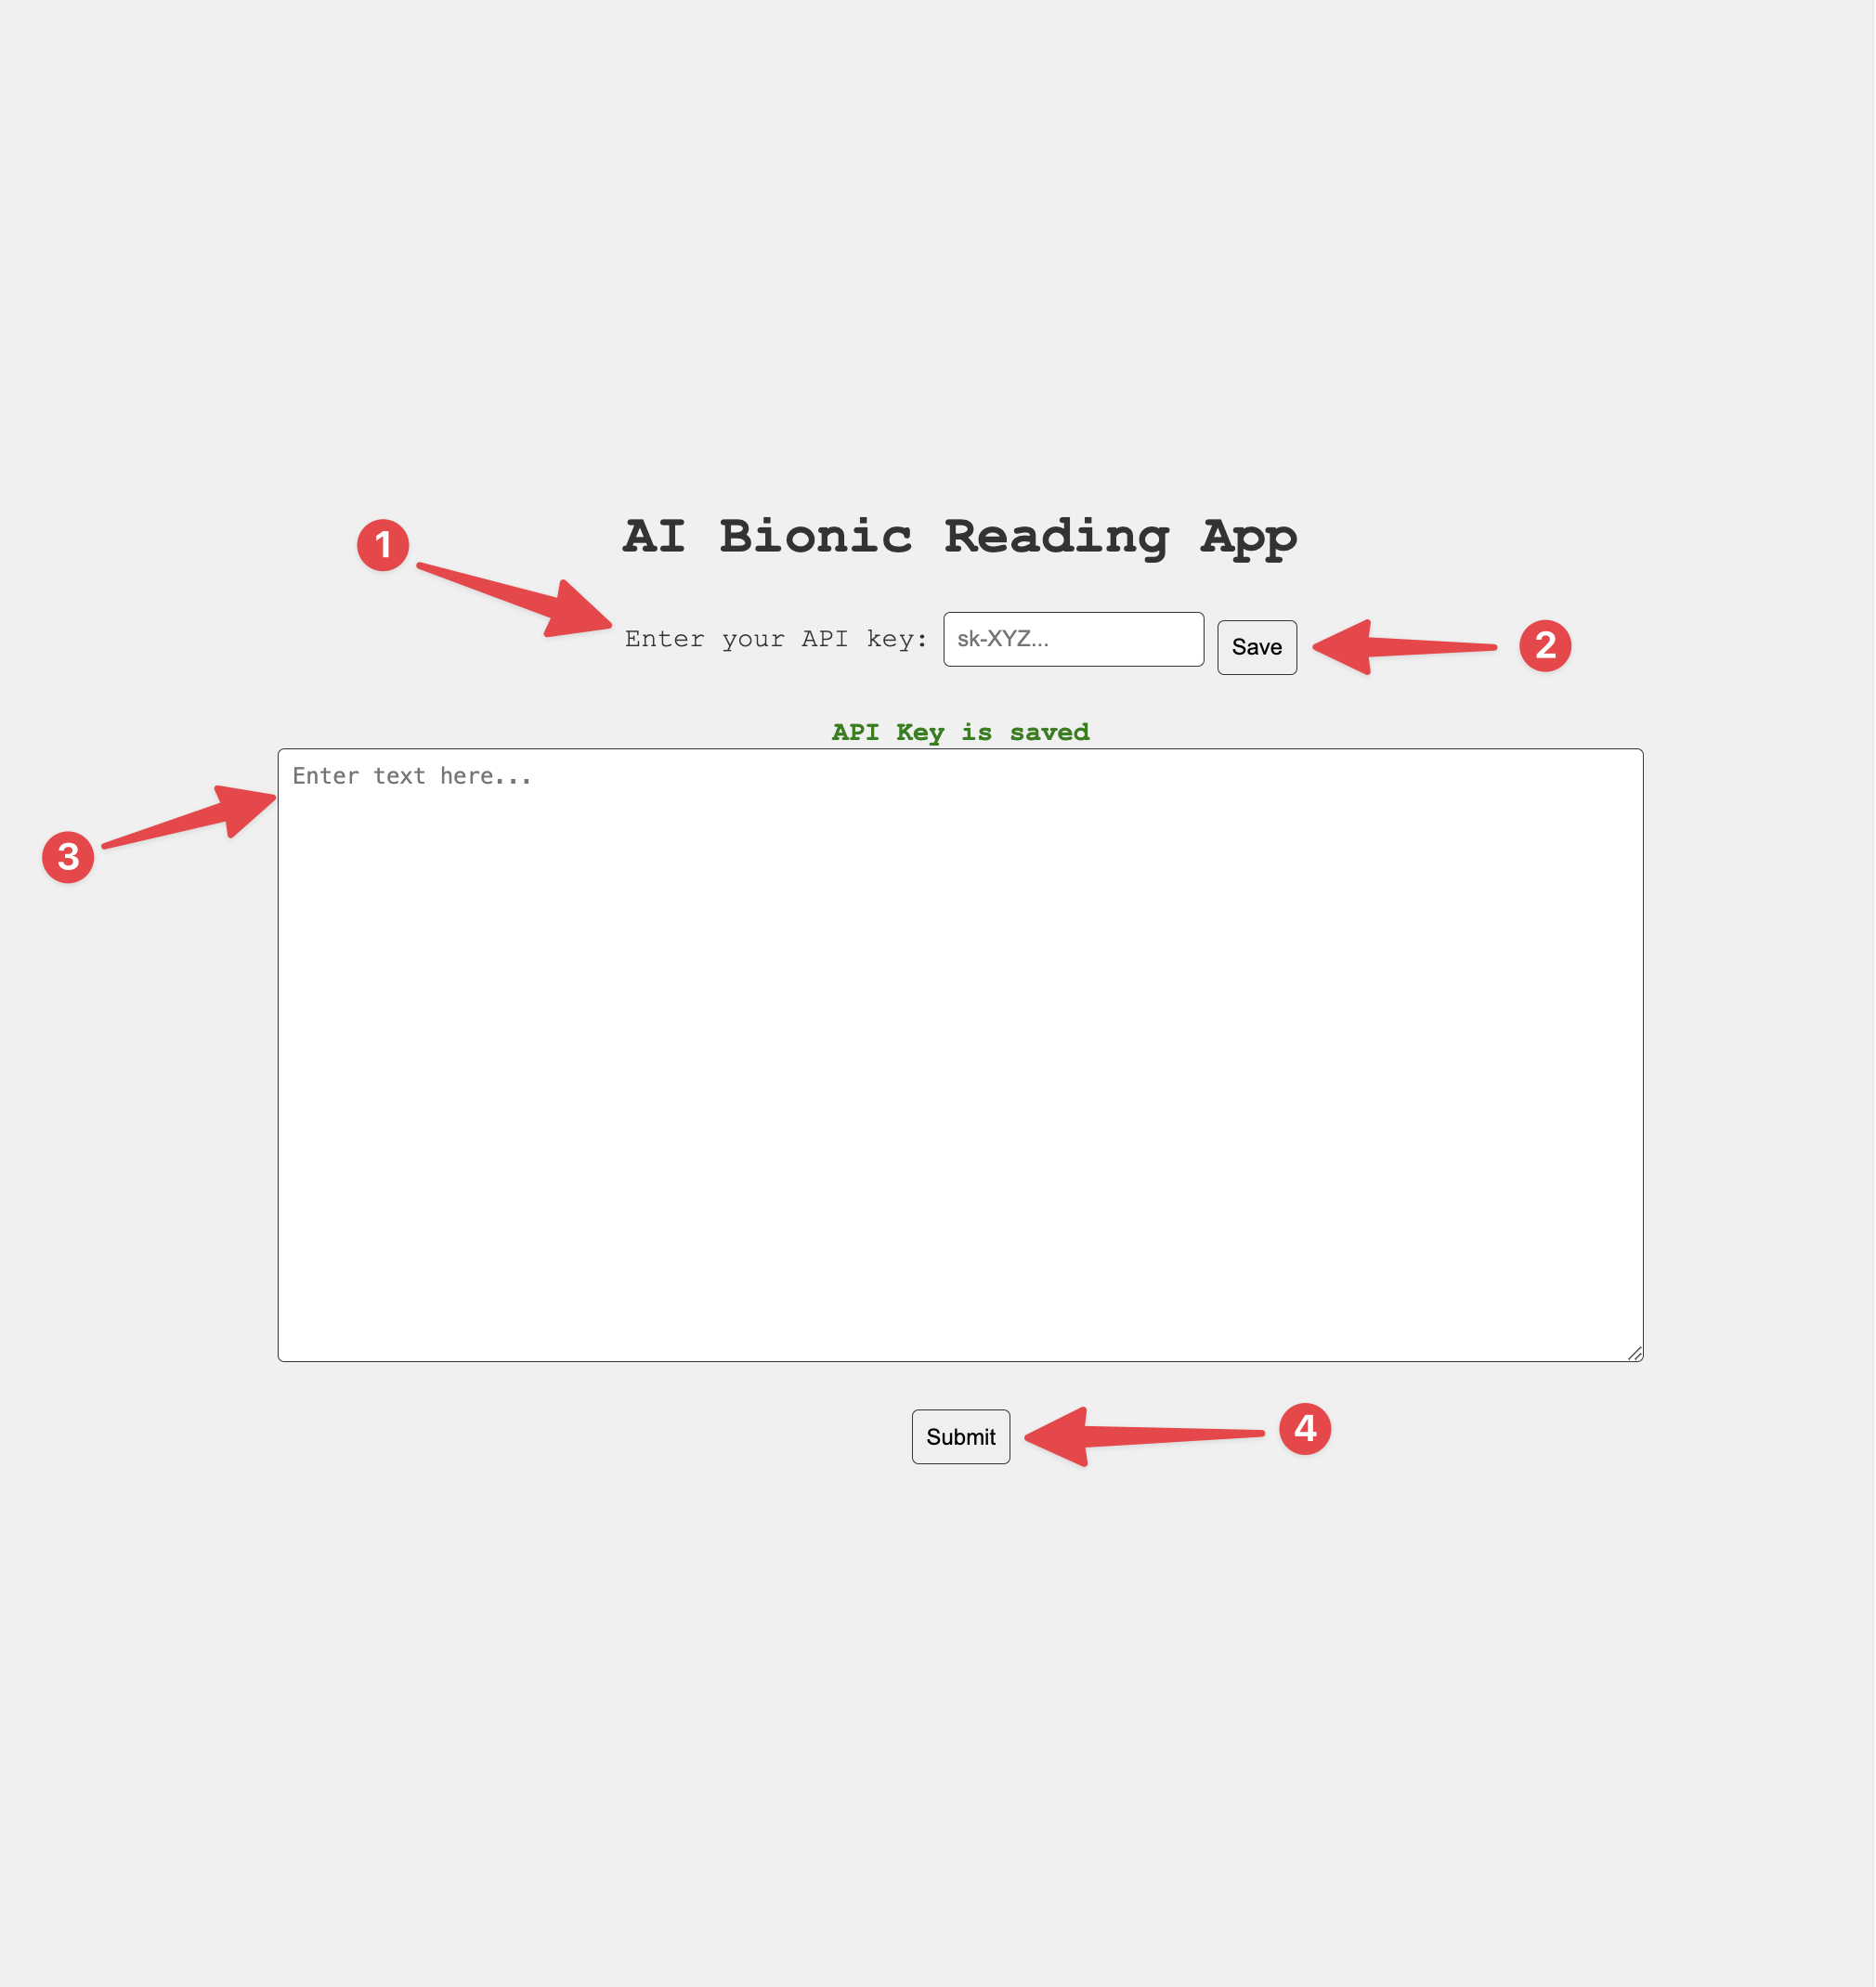 AI Bionic Reading App
1
Enter your API key: sk-XYZ... Save
2
API Key is saved
Enter text here...
3
Submit
4